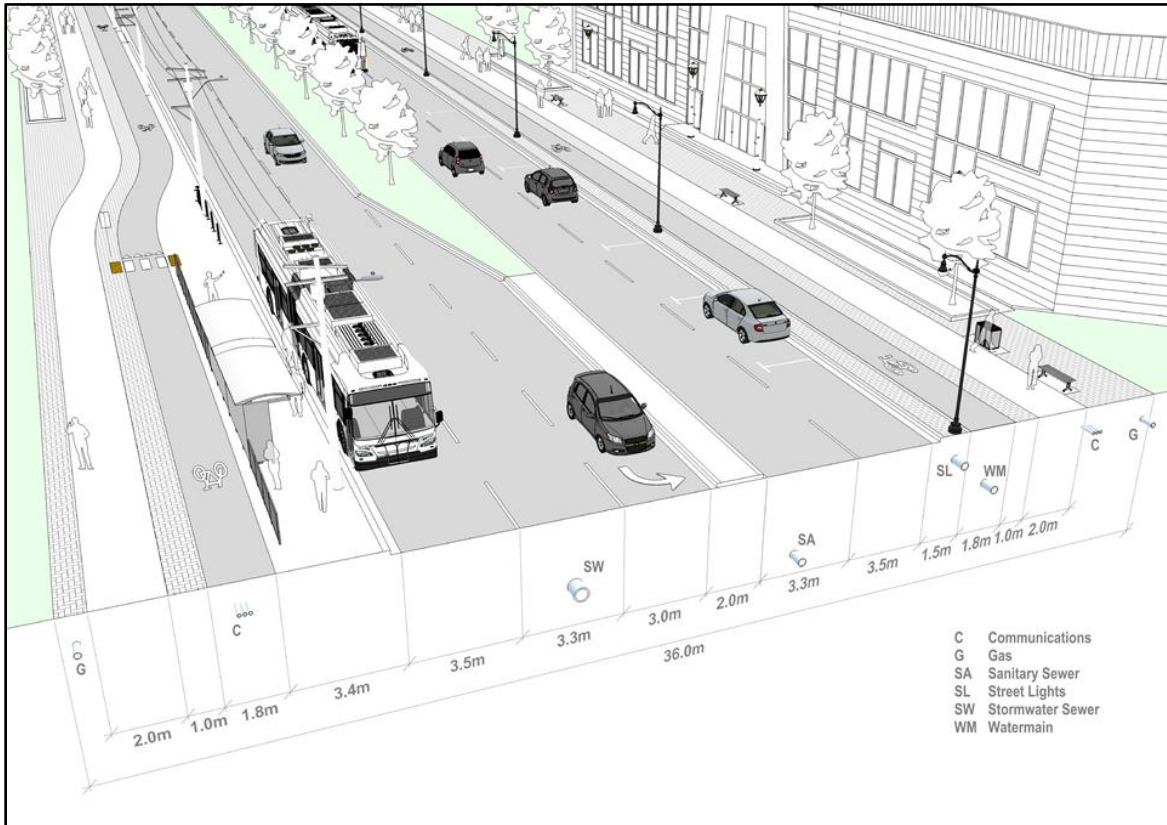 C
G
SL
WM
SA
SW
C
G
2.0m
1.0m
1.8m
3.4m
3.5m
3.3m
3.0m
2.0m
3.3m
3.5m
1.5m
1.8m
1.0m
2.0m
36.0m
C Communications
G Gas
SA Sanitary Sewer
SL Street Lights
SW Stormwater Sewer
WM Watermain